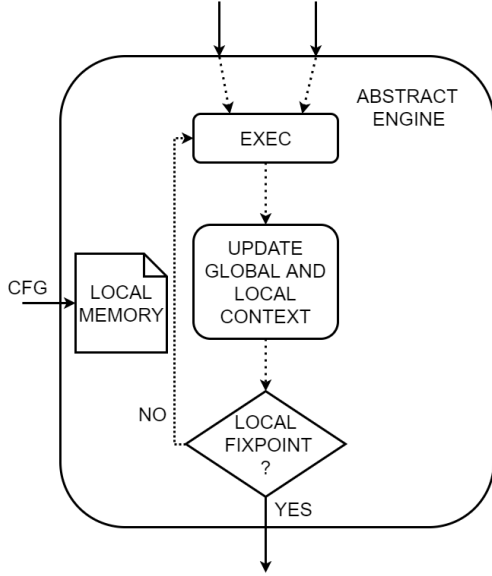 ABSTRACT
ENGINE
EXEC
UPDATE
GLOBAL AND
LOCAL
CONTEXT
CFG
LOCAL
MEMORY
NO
LOCAL
FIXPOINT
?
YES